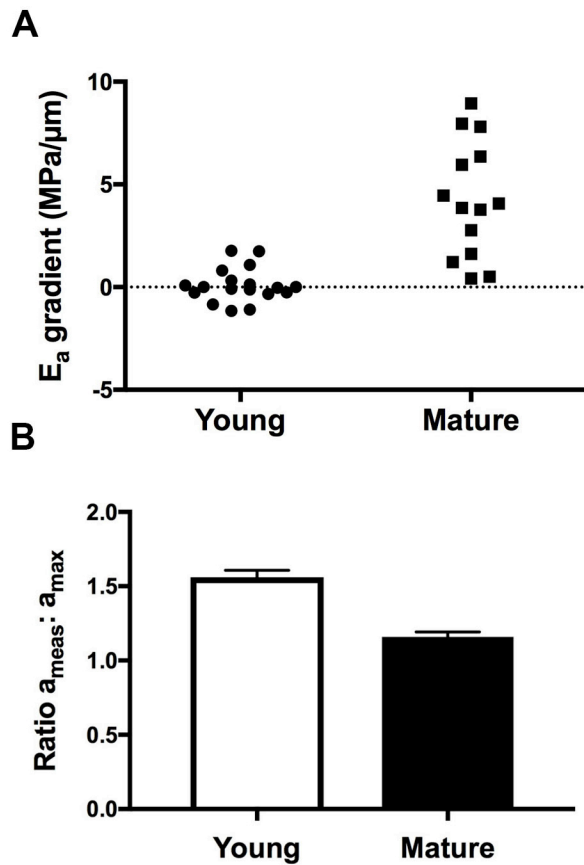 A
Eₐ gradient (MPa/µm)
10
5
0
-5
Young Mature
B
Ratio aₘₑₐₛ: aₘₐₓ
2.0
1.5
1.0
0.5
0.0
Young Mature